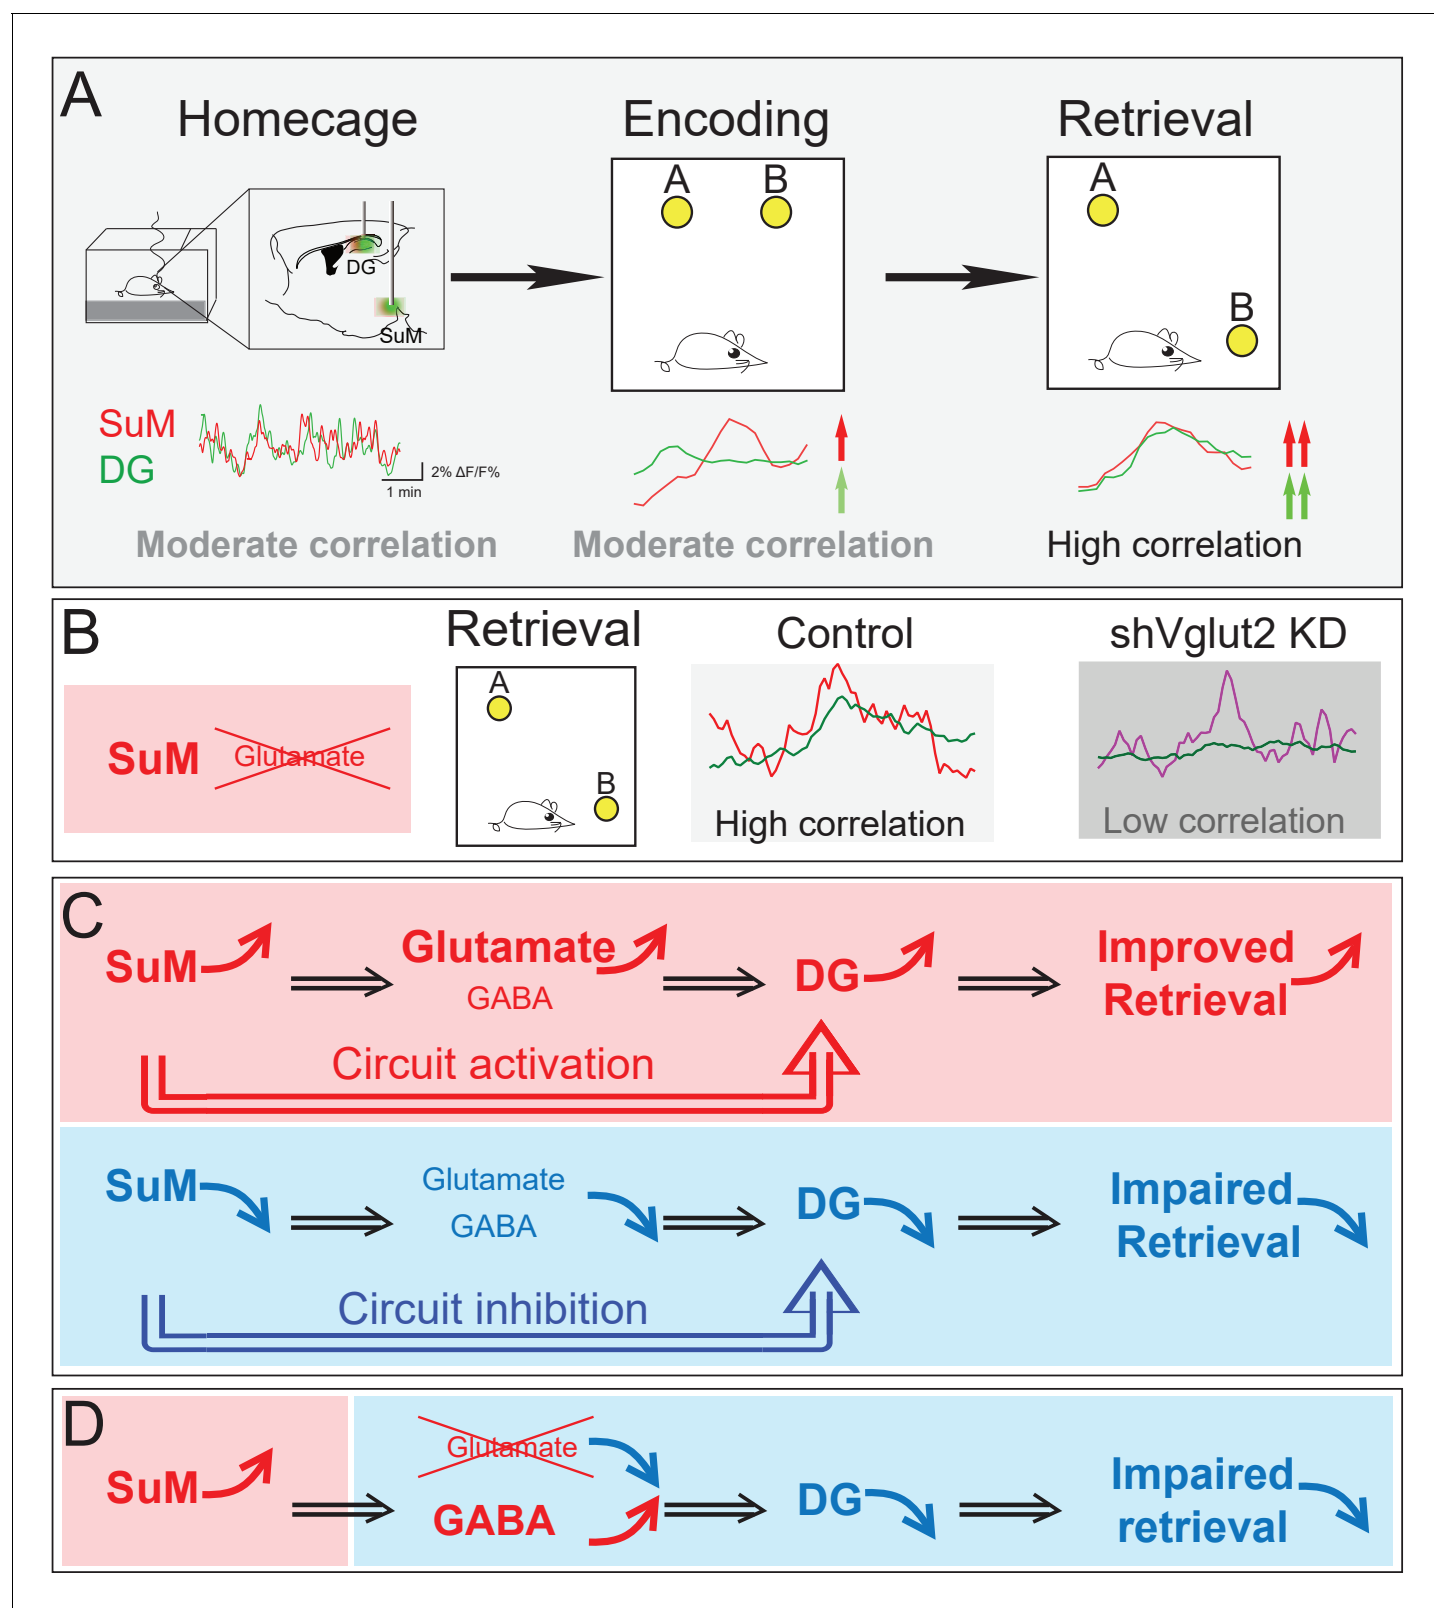 A
Homecage
Encoding
Retrieval
A
B
A
B
DG
SuM
SuM
DG
2% ΔF/F%
1 min
Moderate correlation
Moderate correlation
High correlation
B
Retrieval
Control
shVglut2 KD
SuM
Glutamate
A
B
High correlation
Low correlation
C
SuM
Glutamate
GABA
DG
Improved
Retrieval
Circuit activation
SuM
Glutamate
GABA
DG
Impaired
Retrieval
Circuit inhibition
D
SuM
Glutamate
GABA
DG
Impaired
retrieval